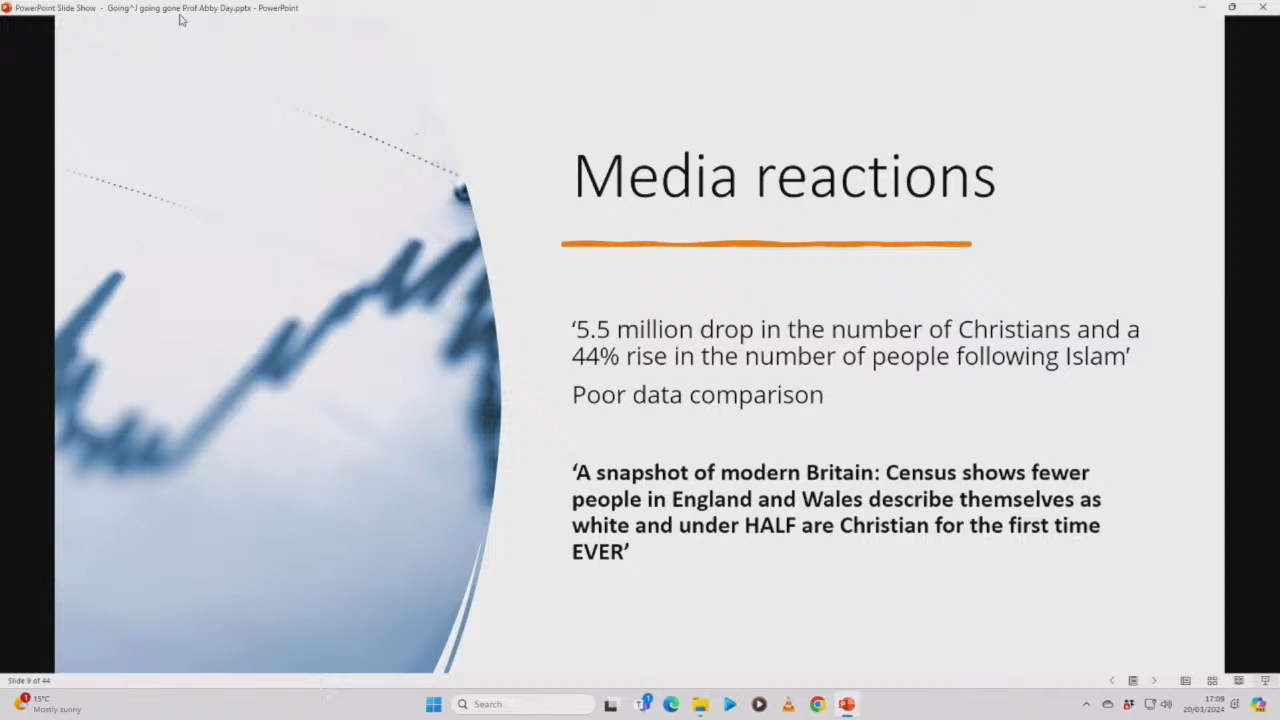 PowerPoint Slide Show - Going^J going gone Prof Abby Day.pptx - PowerPoint
Media reactions
‘5.5 million drop in the number of Christians and a
44% rise in the number of people following Islam’
Poor data comparison
‘A snapshot of modern Britain: Census shows fewer
people in England and Wales describe themselves as
white and under HALF are Christian for the first time
EVER’
Slide 9 of 44
1
15°C
Mostly sunny
Search
1
17:09
20/03/2024